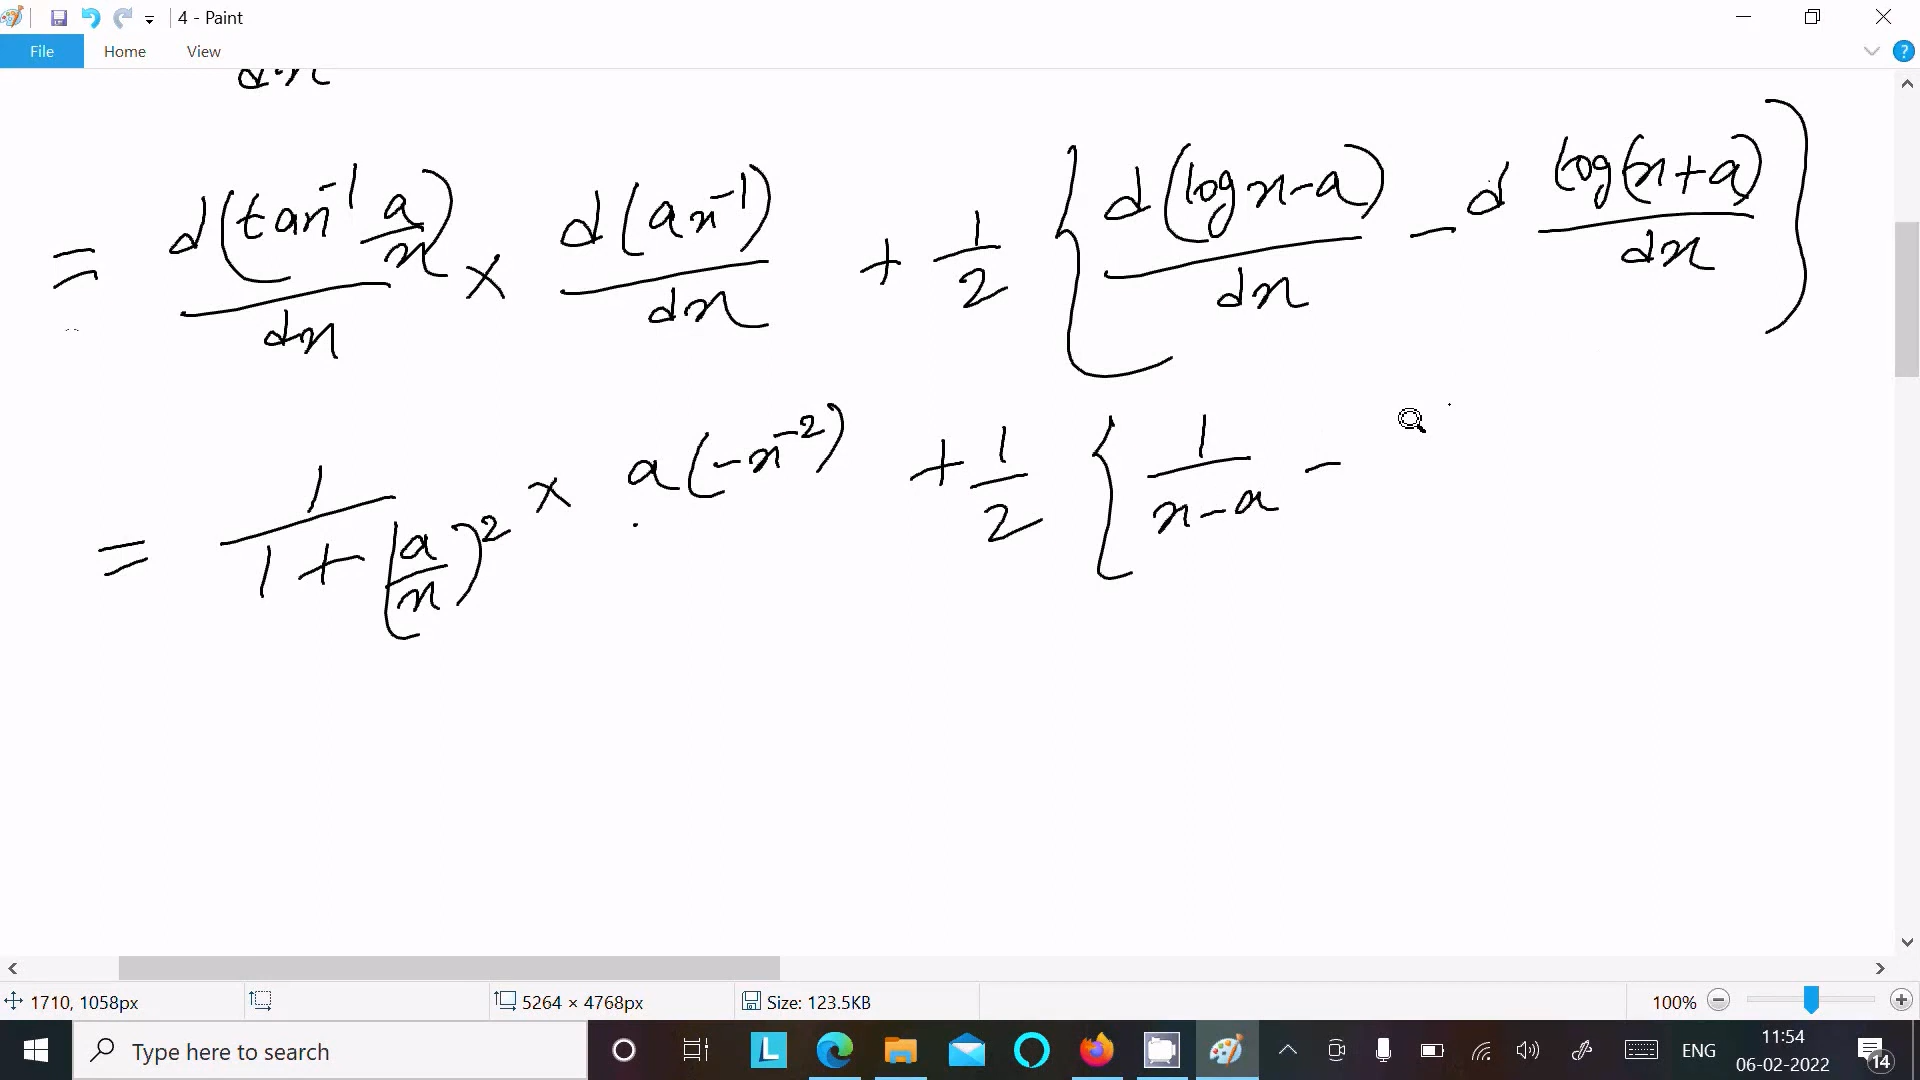 4 - Paint
File Home View
dx
= d(tan⁻¹ a/x)/dx × d(ax⁻¹)/dx + 1/2 { d(log x-a)/dx - d log(x+a)/dx }
= 1/(1+(a/x)²) × a(-x⁻²) + 1/2 { 1/(x-a) -
1710, 1058px 5264 × 4768px Size: 123.5KB 100%
Type here to search L ENG 11:54 14
06-02-2022